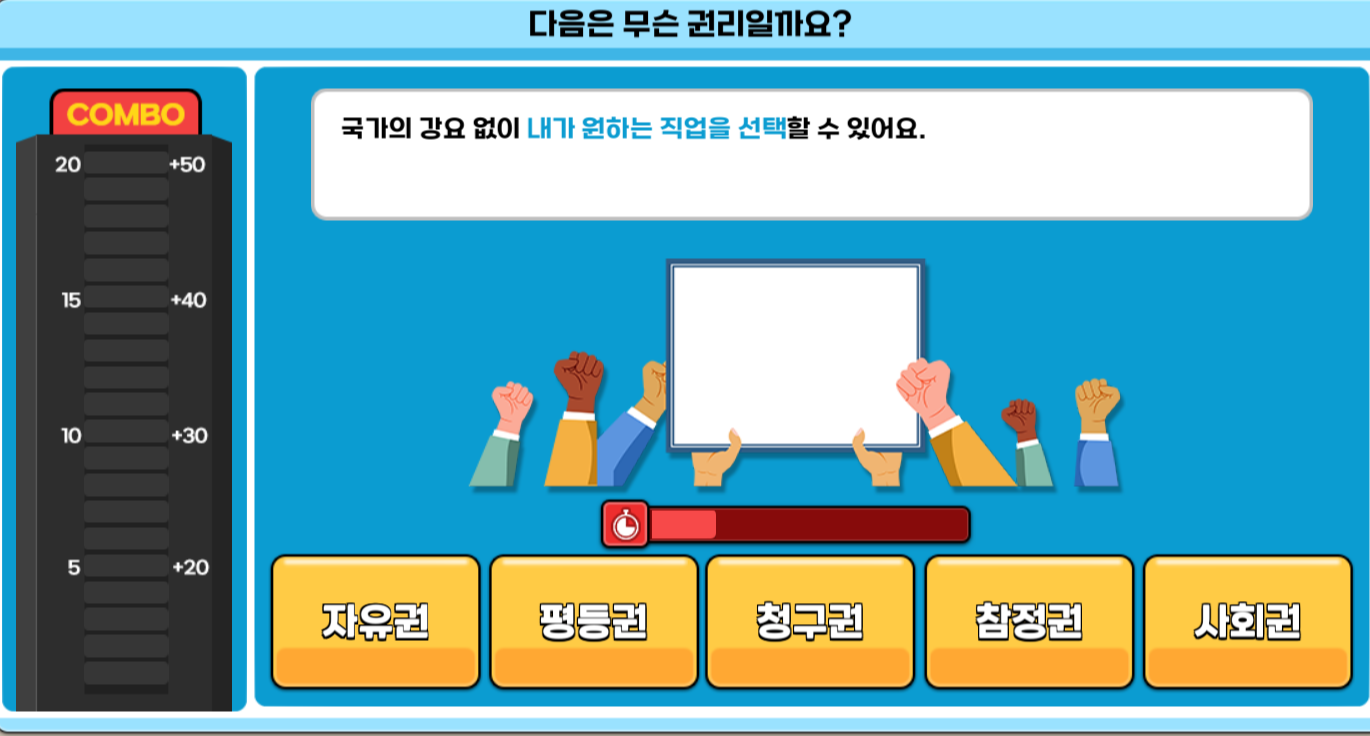 다음은 무슨 권리일까요?
COMBO
20 +50
15 +40
10 +30
5 +20
국가의 강요 없이 내가 원하는 직업을 선택할 수 있어요.
자유권 평등권 청구권 참정권 사회권